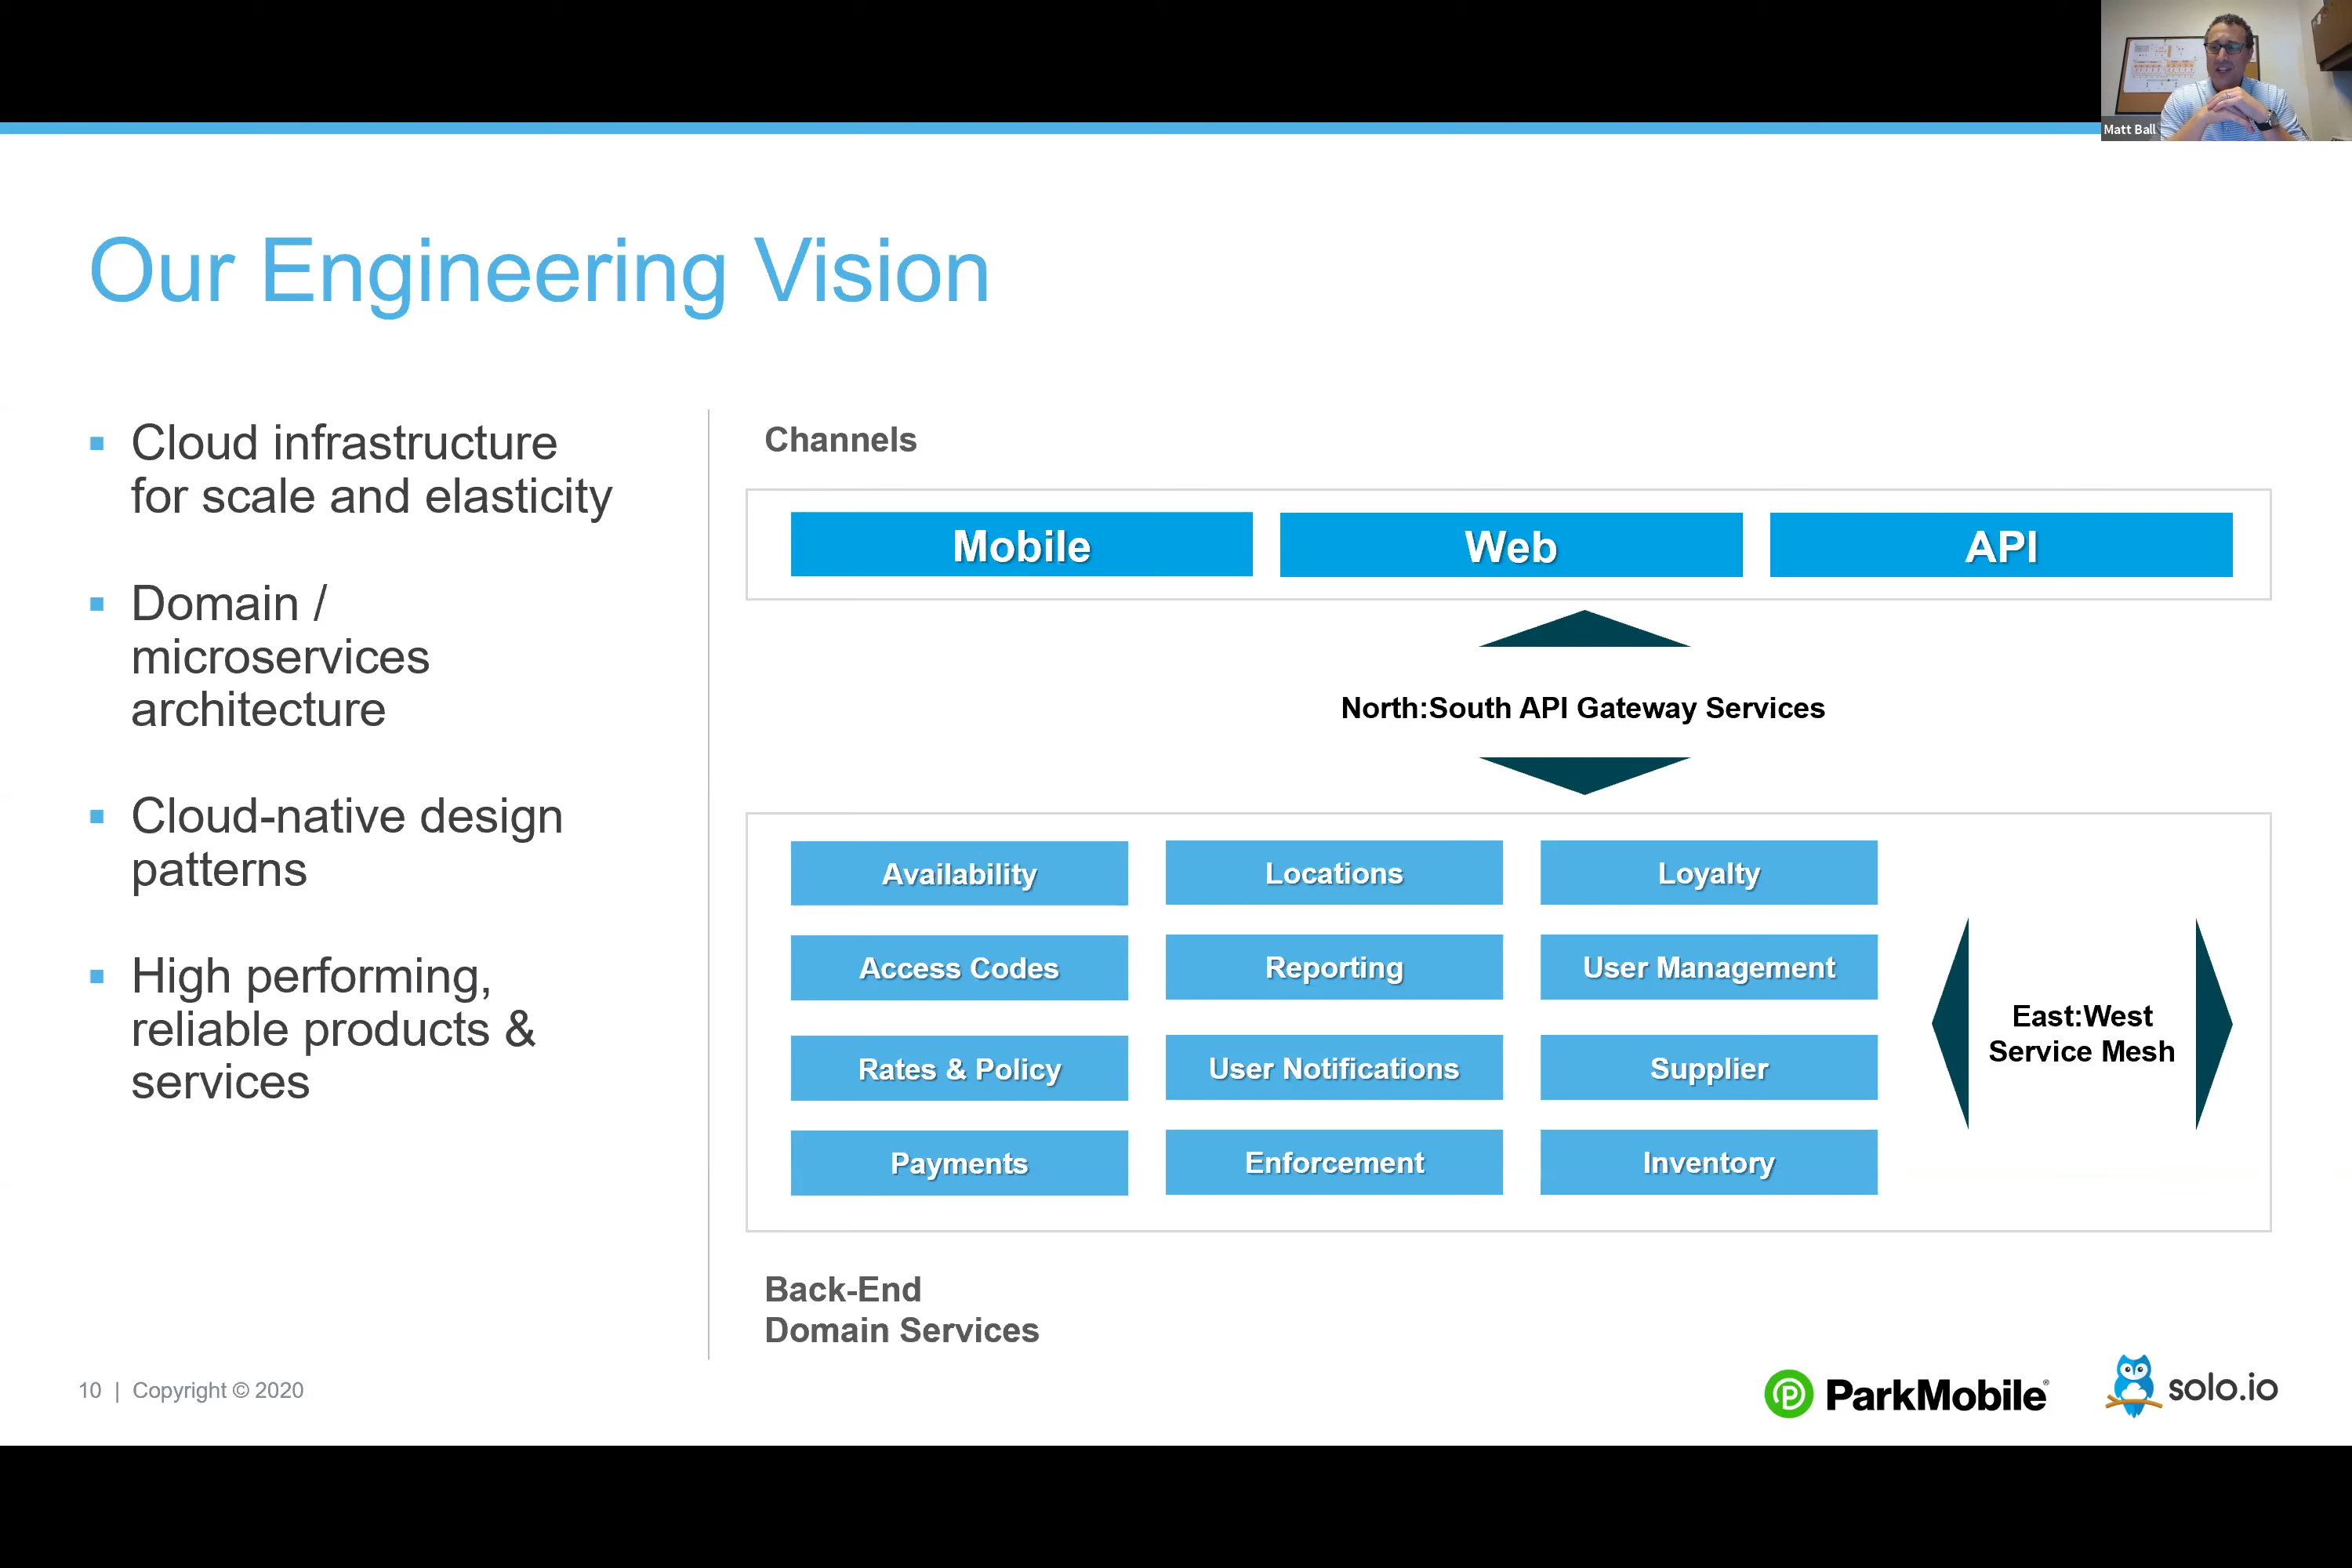 Matt Ball
Our Engineering Vision
▪ Cloud infrastructure
for scale and elasticity
▪ Domain /
microservices
architecture
▪ Cloud-native design
patterns
▪ High performing,
reliable products &
services
Channels
Mobile
Web
API
North:South API Gateway Services
Availability
Locations
Loyalty
Access Codes
Reporting
User Management
Rates & Policy
User Notifications
Supplier
Payments
Enforcement
Inventory
East:West
Service Mesh
Back-End
Domain Services
10 | Copyright © 2020
ParkMobile®
solo.io